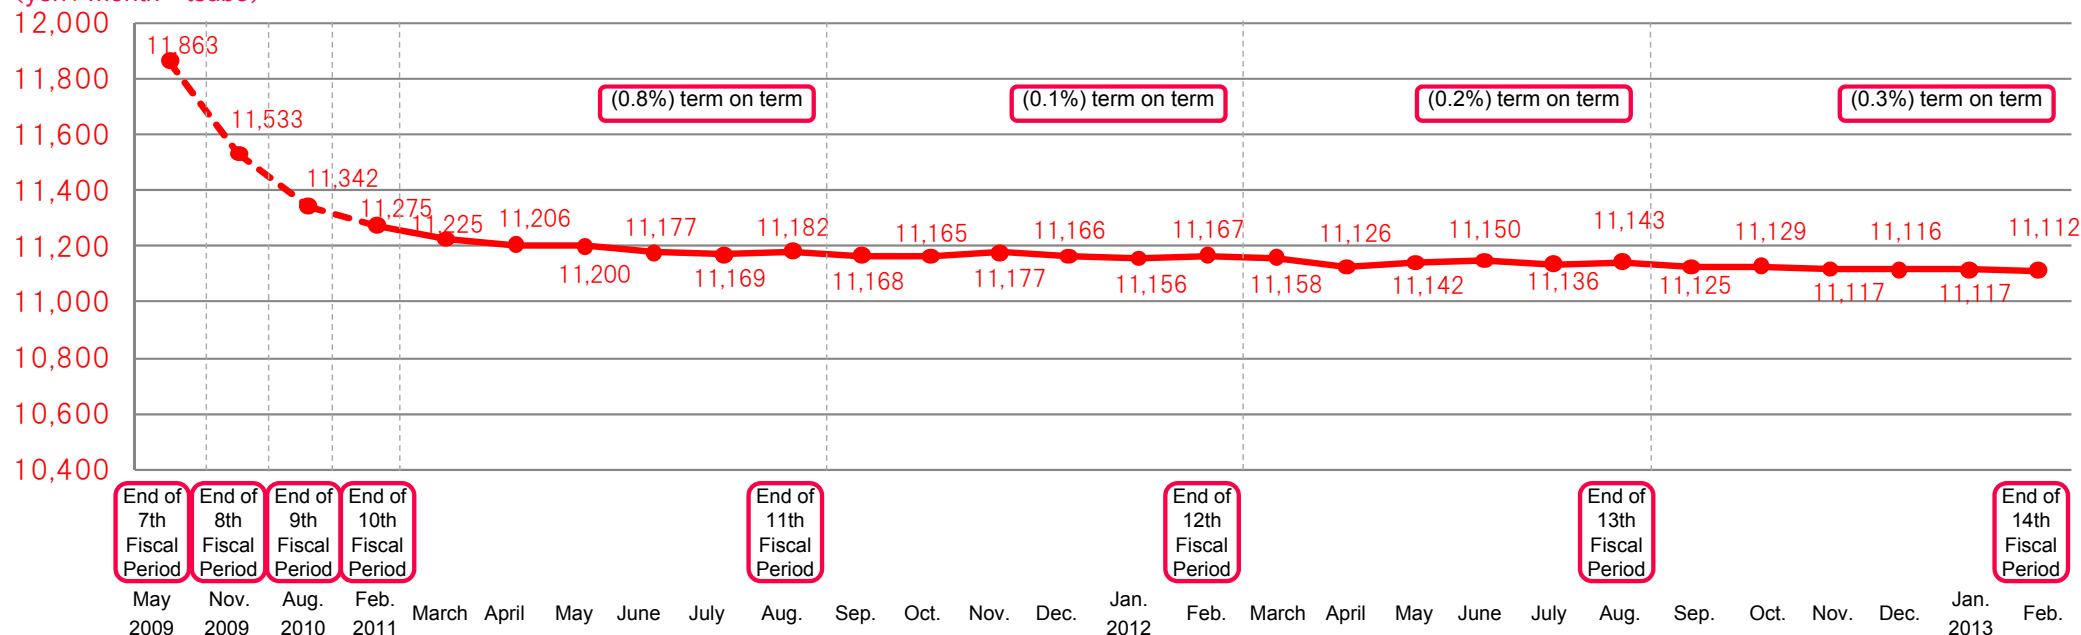 12,000
11,800
11,600
11,400
11,200
11,000
10,800
10,600
10,400
11,863
11,533
11,342
11,275
11,225
11,206
11,200
11,177
11,169
11,182
11,168
11,165
11,177
11,166
11,156
11,167
11,158
11,126
11,142
11,150
11,136
11,143
11,125
11,129
11,117
11,116
11,117
11,112
(0.8%) term on term
(0.1%) term on term
(0.2%) term on term
(0.3%) term on term
End of
7th
Fiscal
Period
End of
8th
Fiscal
Period
End of
9th
Fiscal
Period
End of
10th
Fiscal
Period
End of
11th
Fiscal
Period
End of
12th
Fiscal
Period
End of
13th
Fiscal
Period
End of
14th
Fiscal
Period
May
2009
Nov.
2009
Aug.
2010
Feb.
2011
March
April
May
June
July
Aug.
Sep.
Oct.
Nov.
Dec.
Jan.
2012
Feb.
March
April
May
June
July
Aug.
Sep.
Oct.
Nov.
Dec.
Jan.
2013
Feb.